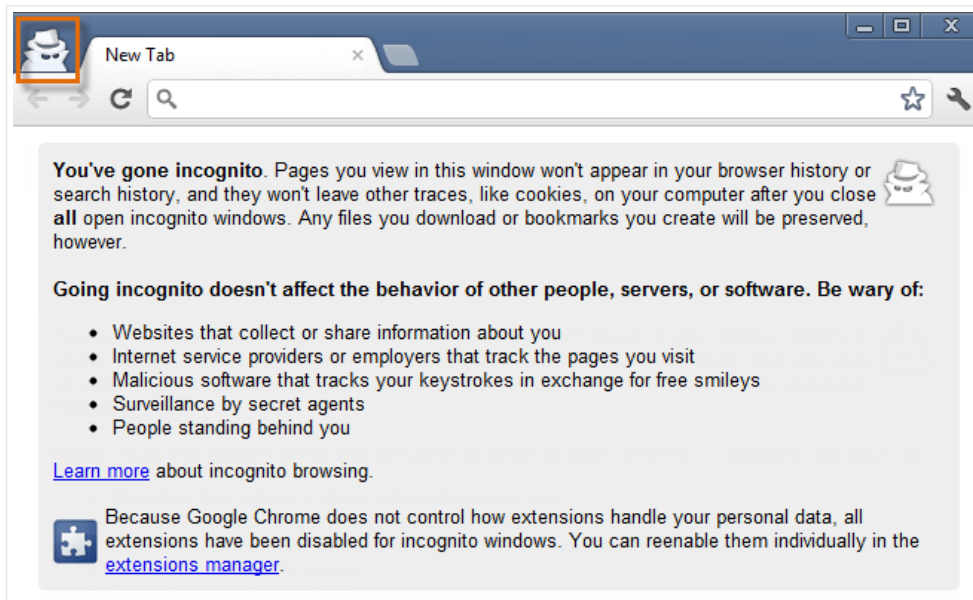 New Tab
You've gone incognito. Pages you view in this window won't appear in your browser history or
search history, and they won't leave other traces, like cookies, on your computer after you close
all open incognito windows. Any files you download or bookmarks you create will be preserved,
however.
Going incognito doesn't affect the behavior of other people, servers, or software. Be wary of:
• Websites that collect or share information about you
• Internet service providers or employers that track the pages you visit
• Malicious software that tracks your keystrokes in exchange for free smileys
• Surveillance by secret agents
• People standing behind you
Learn more about incognito browsing.
Because Google Chrome does not control how extensions handle your personal data, all
extensions have been disabled for incognito windows. You can reenable them individually in the
extensions manager.